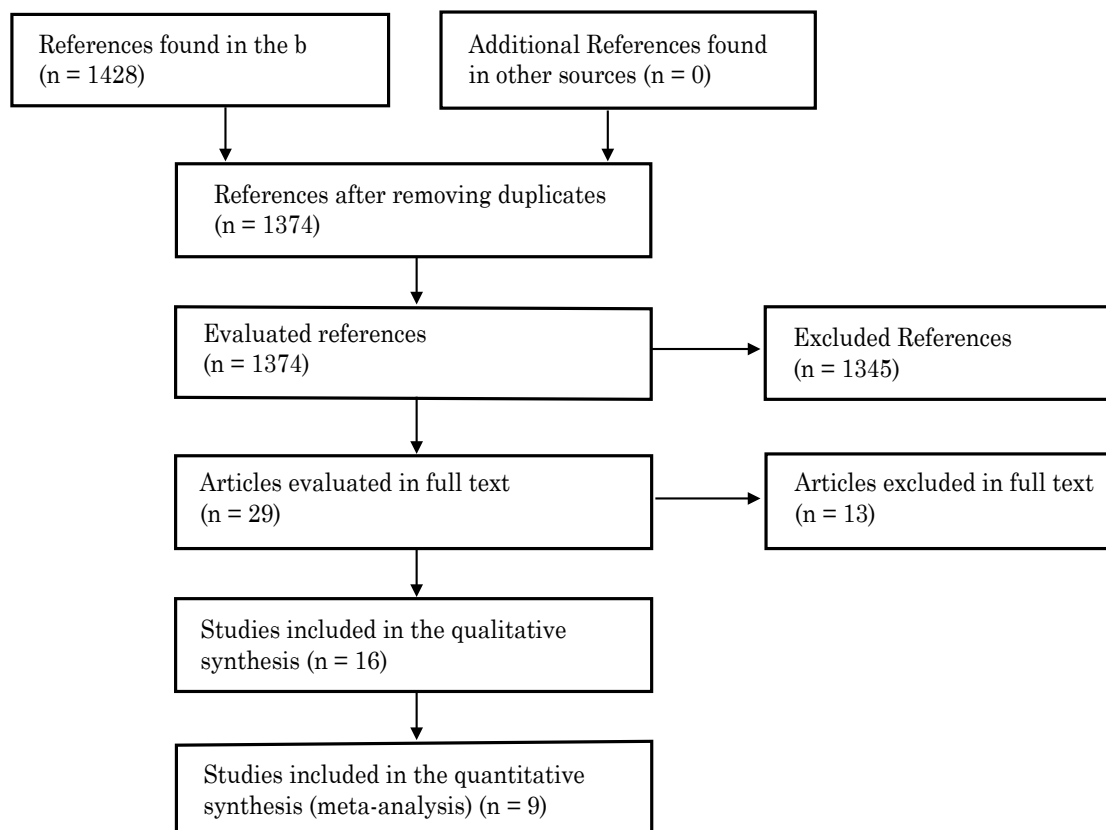 References found in the b
(n = 1428)
Additional References found
in other sources (n = 0)
References after removing duplicates
(n = 1374)
Evaluated references
(n = 1374)
Excluded References
(n = 1345)
Articles evaluated in full text
(n = 29)
Articles excluded in full text
(n = 13)
Studies included in the qualitative
synthesis (n = 16)
Studies included in the quantitative
synthesis (meta-analysis) (n = 9)